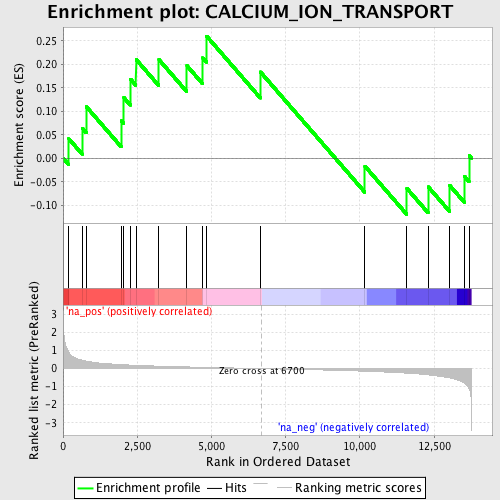 Enrichment plot: CALCIUM_ION_TRANSPORT
Enrichment score (ES)
0.25
0.20
0.15
0.10
0.05
0.00
-0.05
-0.10
'na_pos' (positively correlated)
Ranked list metric (PreRanked)
3
2
1
0
-1
-2
-3
Zero cross at 6700
'na_neg' (negatively correlated)
0
2,500
5,000
7,500
10,000
12,500
Rank in Ordered Dataset
Enrichment profile
Hits
Ranking metric scores